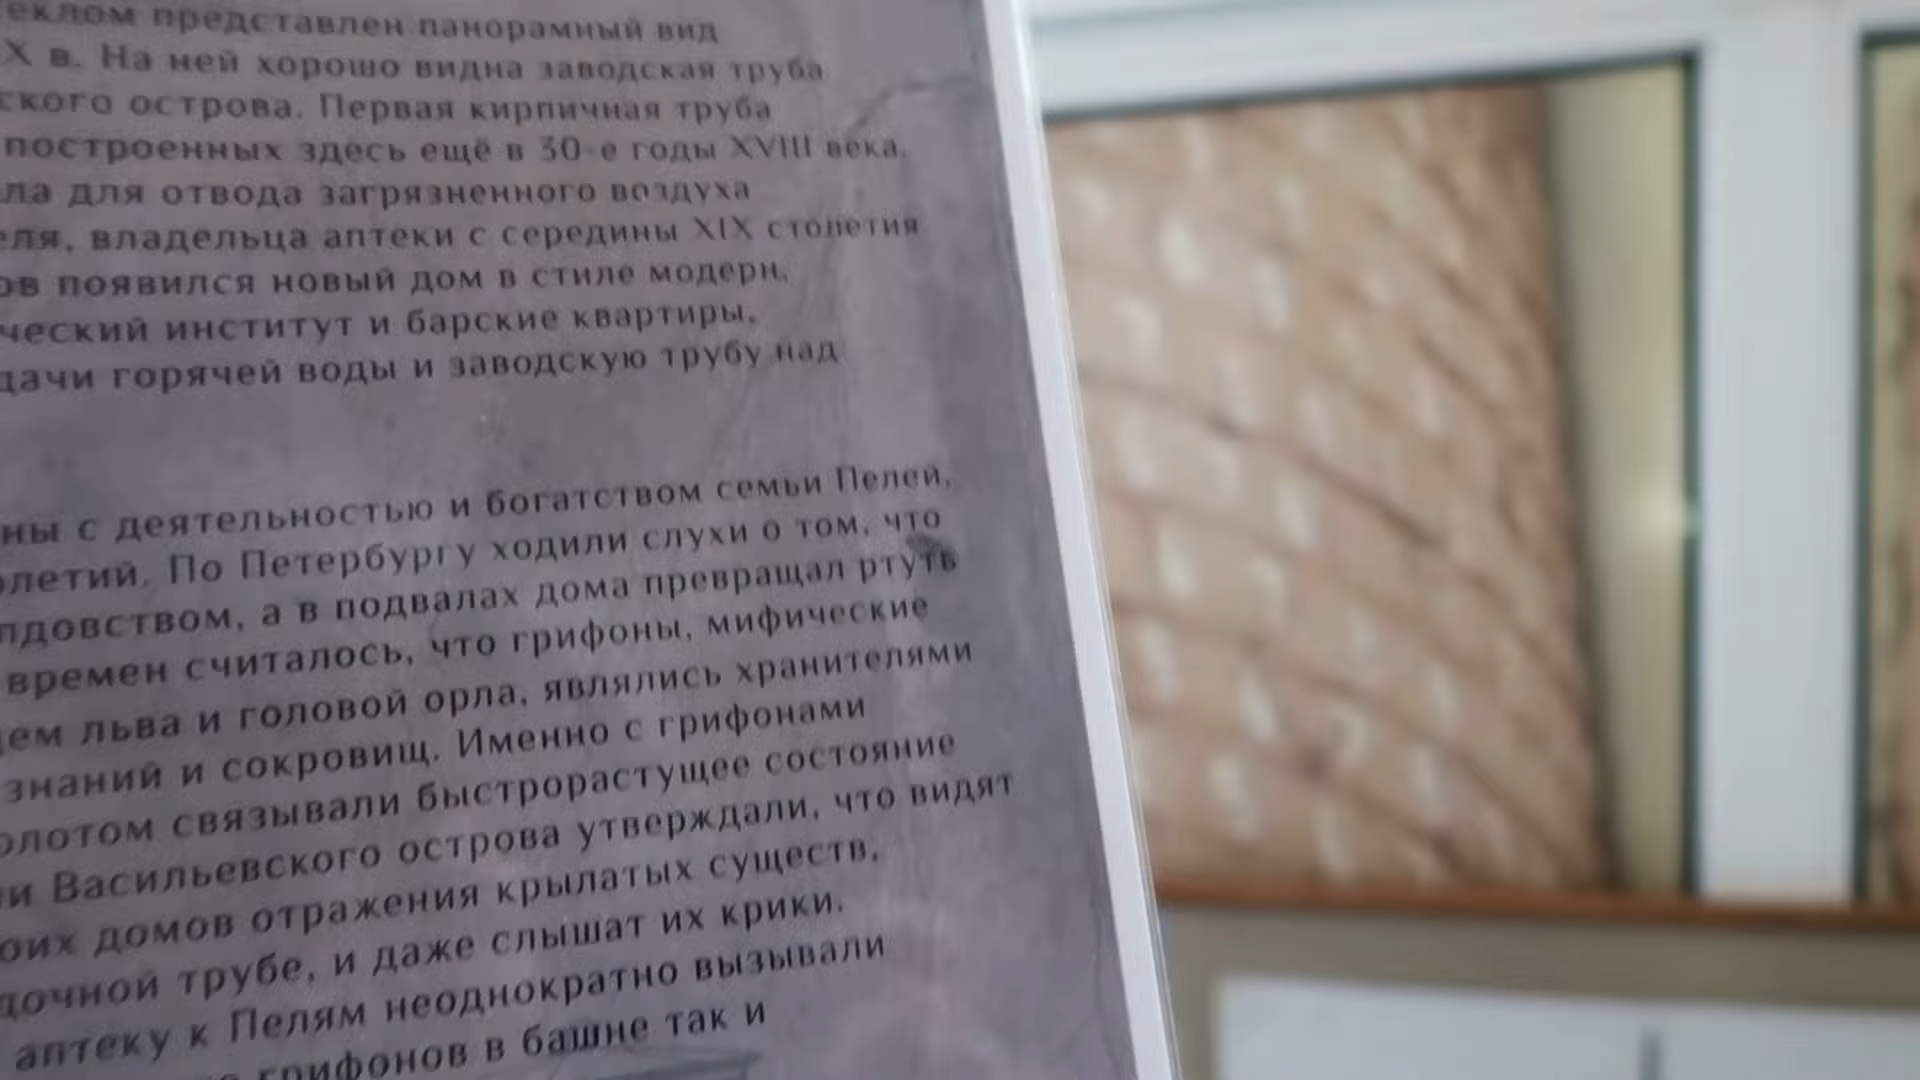 еклом представлен панорамный вид
X в. На ней хорошо видна заводская труба
ского острова. Первая кирпичная труба
построенных здесь ещё в 30-е годы XVIII века,
ла для отвода загрязненного воздуха
еля, владельца аптеки с середины XIX столетия
ов появился новый дом в стиле модерн,
ческий институт и барские квартиры,
дачи горячей воды и заводскую трубу над
ны с деятельностью и богатством семьи Пелей,
олетий. По Петербургу ходили слухи о том, что
лдовством, а в подвалах дома превращал ртуть
времен считалось, что грифоны, мифические
ем льва и головой орла, являлись хранителями
знаний и сокровищ. Именно с грифонами
олотом связывали быстрорастущее состояние
и Васильевского острова утверждали, что видят
оих домов отражения крылатых существ,
дочной трубе, и даже слышат их крики.
аптеку к Пелям неоднократно вызывали
грифонов в башне так и